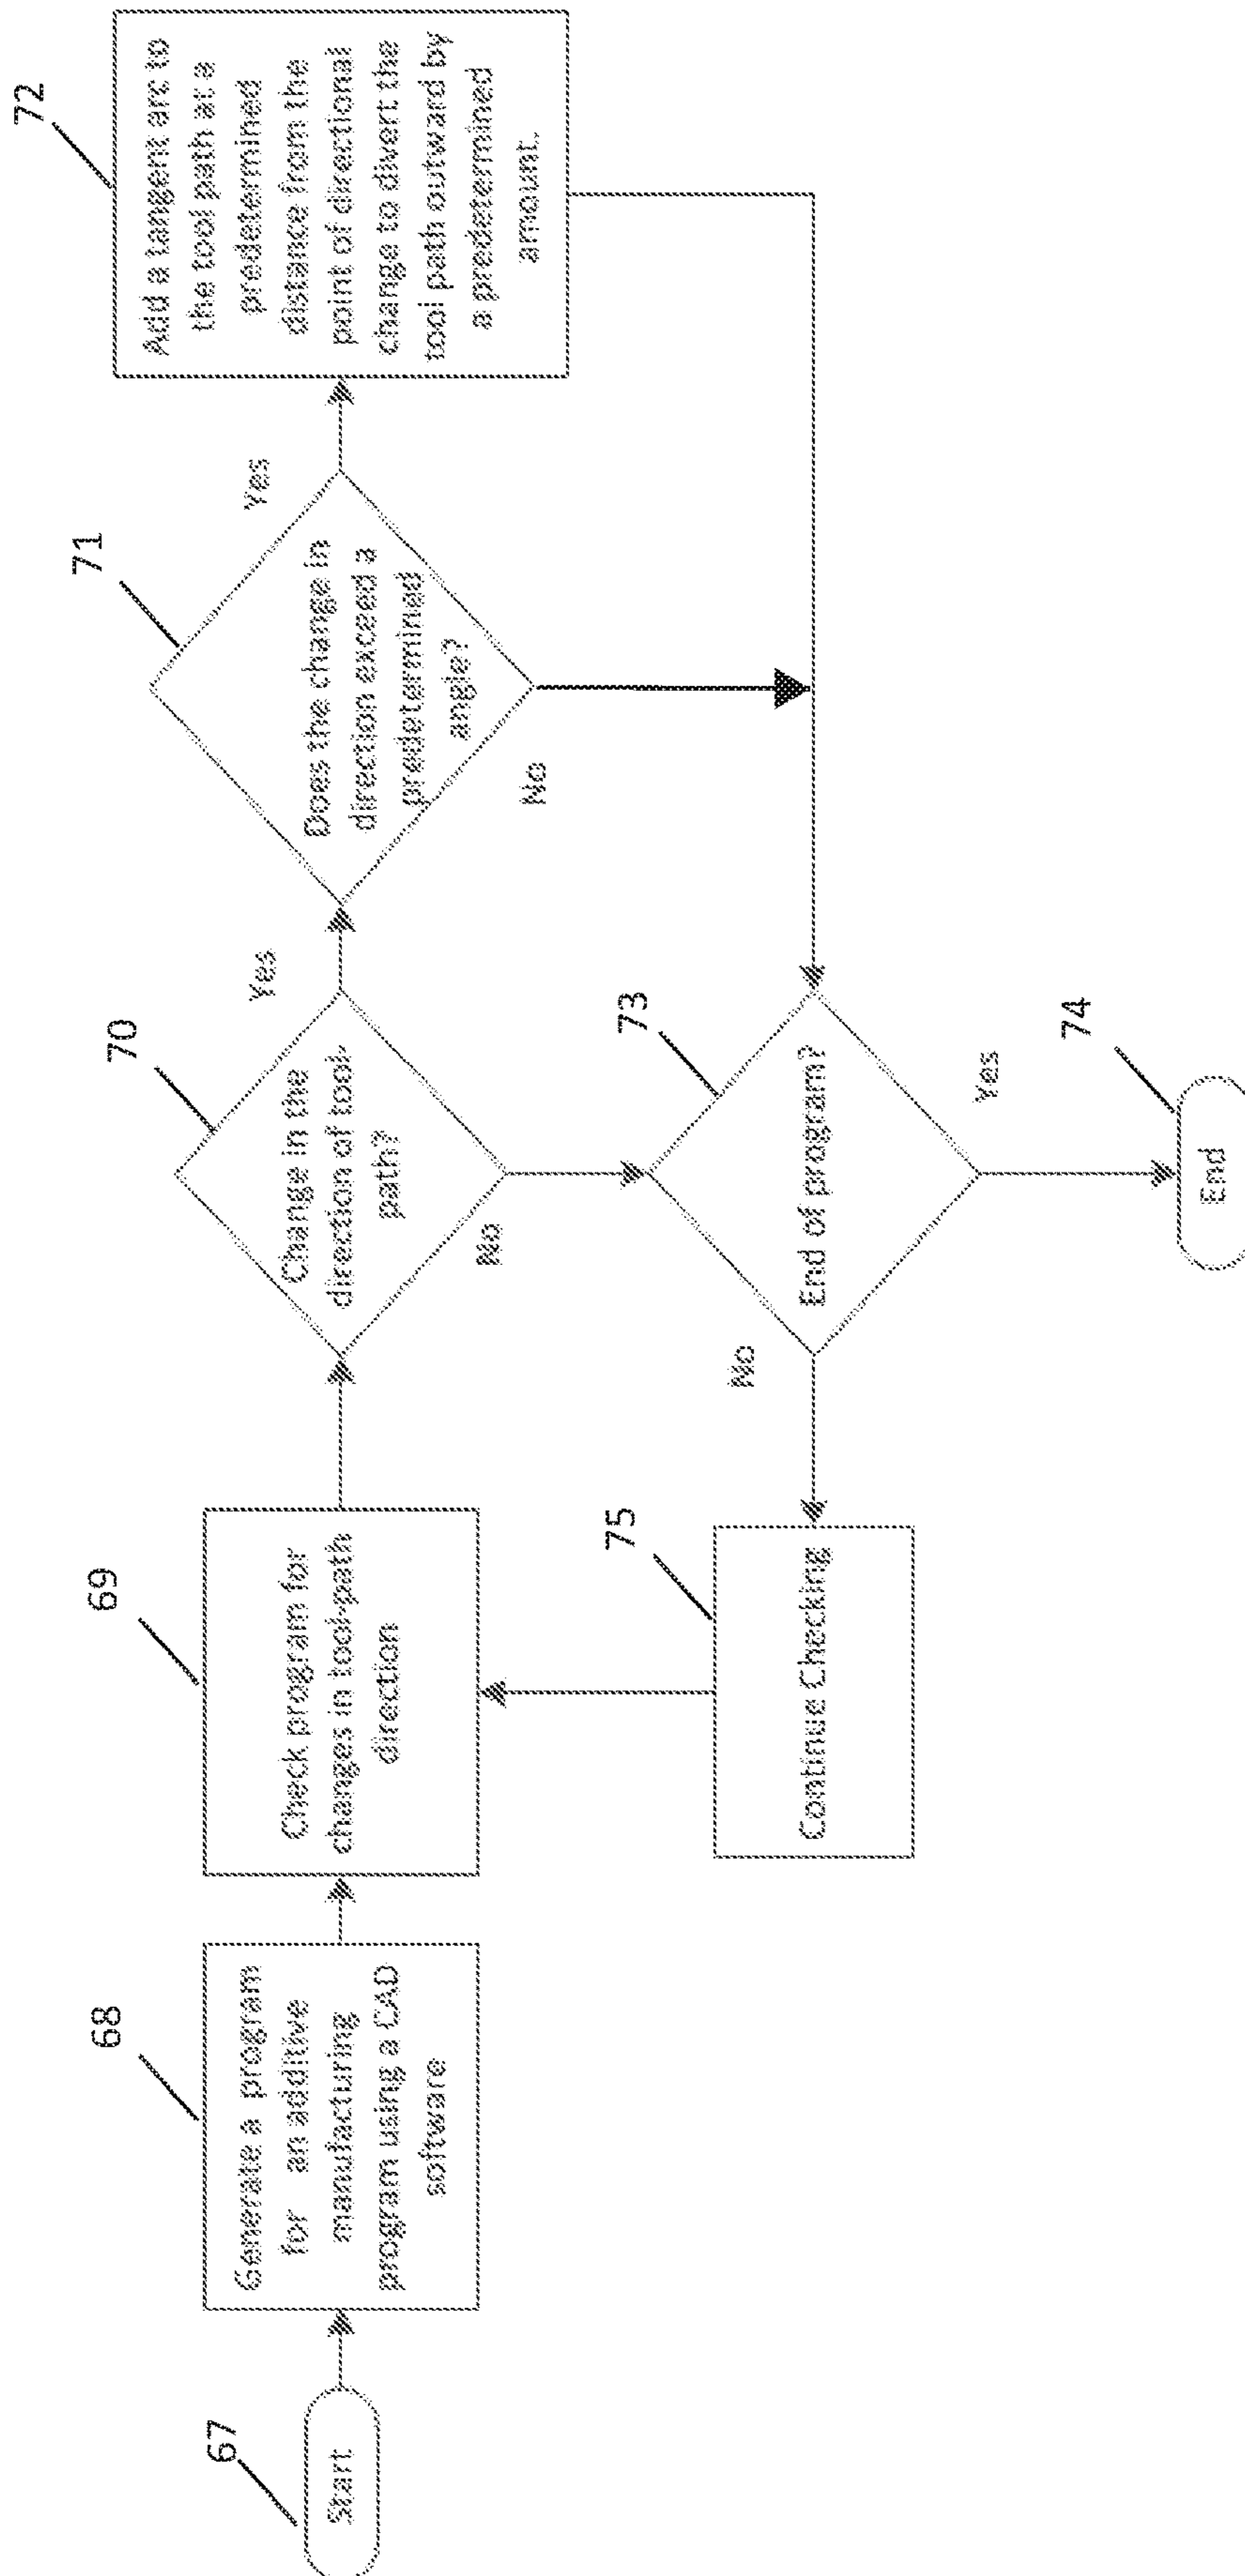 67
Start
68
Generate a program
for an additive
manufacturing
program using a CAD
software
69
Check program for
changes in tool-path
direction
70
Change in the
direction of tool-
path?
Yes
No
71
Does the change in
direction exceed a
predetermined
angle?
Yes
No
72
Add a tangent arc to
the tool path at a
predetermined
distance from the
point of directional
change to divert the
tool path outward by
a predetermined
amount.
73
End of program?
No
Yes
75
Continue Checking
74
End